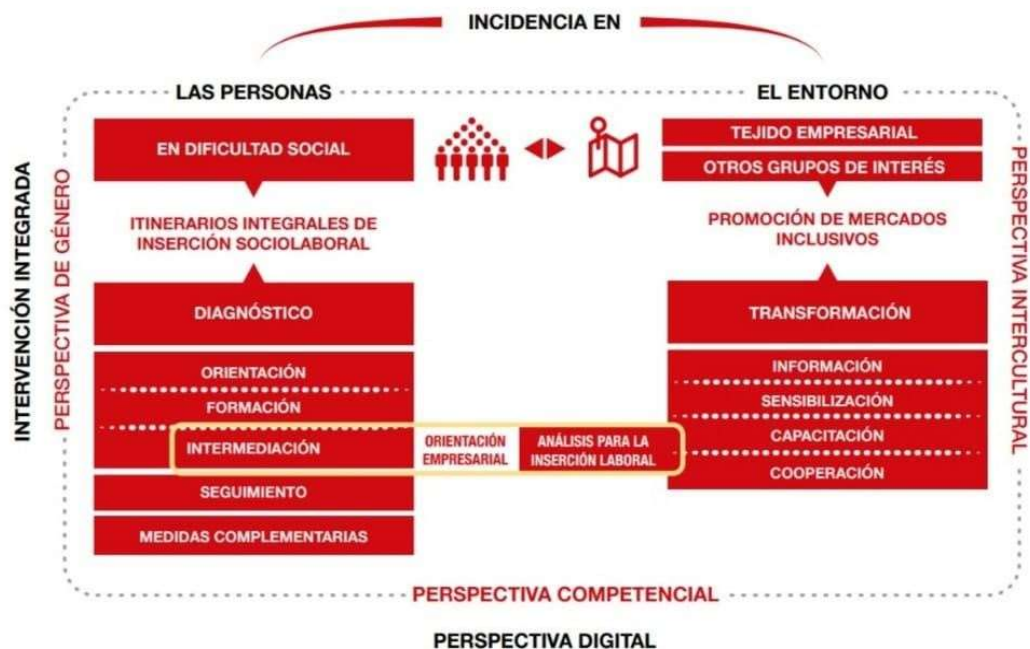 INCIDENCIA EN
LAS PERSONAS
EL ENTORNO
INTERVENCIÓN INTEGRADA
PERSPECTIVA DE GÉNERO
EN DIFICULTAD SOCIAL
ITINERARIOS INTEGRALES DE
INSERCIÓN SOCIOLABORAL
DIAGNÓSTICO
ORIENTACIÓN
FORMACIÓN
INTERMEDIACIÓN
ORIENTACIÓN
EMPRESARIAL
ANÁLISIS PARA LA
INSERCIÓN LABORAL
SEGUIMIENTO
MEDIDAS COMPLEMENTARIAS
TEJIDO EMPRESARIAL
OTROS GRUPOS DE INTERÉS
PROMOCIÓN DE MERCADOS
INCLUSIVOS
TRANSFORMACIÓN
INFORMACIÓN
SENSIBILIZACIÓN
CAPACITACIÓN
COOPERACIÓN
PERSPECTIVA INTERCULTURAL
PERSPECTIVA COMPETENCIAL
PERSPECTIVA DIGITAL